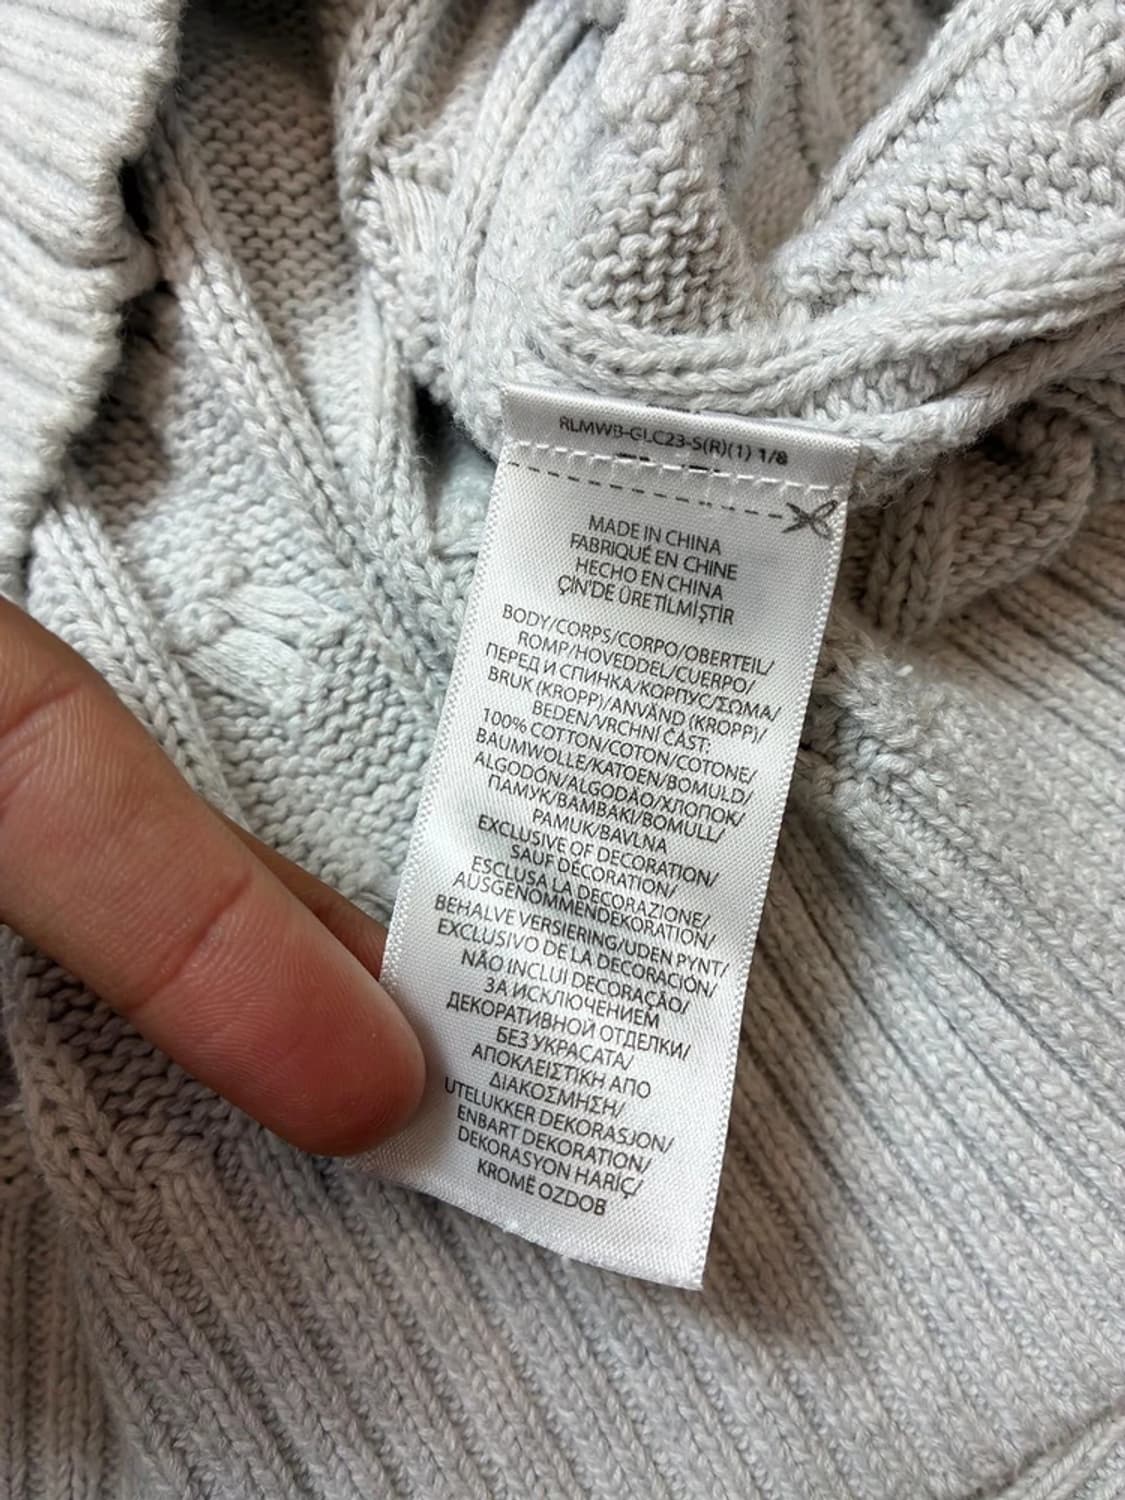 RLMWB-GLC23-S(R)(1) 1/8
MADE IN CHINA
FABRIQUÉ EN CHINE
HECHO EN CHINA
ÇİN'DE ÜRETİLMİŞTİR
BODY/CORPS/CORPO/OBERTEIL/
ROMP/HOVEDDEL/CUERPO/
ПЕРЕД И СПИНКА/КОРПУС/ΣΩΜΑ/
BRUK (KROPP)/ANVÄND (KROPP)/
BEDEN/VRCHNÍ ČÁST:
100% COTTON/COTON/COTONE/
BAUMWOLLE/KATOEN/BOMULD/
ALGODÓN/ALGODÃO/ХЛОПОК/
ПАМУК/ΒΑΜΒΑΚΙ/BOMULL/
PAMUK/BAVLNA
EXCLUSIVE OF DECORATION/
SAUF DÉCORATION/
ESCLUSA LA DECORAZIONE/
AUSGENOMMENDEKORATION/
BEHALVE VERSIERING/UDEN PYNT/
EXCLUSIVO DE LA DECORACIÓN/
NÃO INCLUI DECORAÇÃO/
ЗА ИСКЛЮЧЕНИЕМ
ДЕКОРАТИВНОЙ ОТДЕЛКИ/
БЕЗ УКРАСАТА/
ΑΠΟΚΛΕΙΣΤΙΚΗ ΑΠΟ
ΔΙΑΚΟΣΜΗΣΗ/
UTELUKKER DEKORASJON/
ENBART DEKORATION/
DEKORASYON HARİÇ/
KROMĚ OZDOB